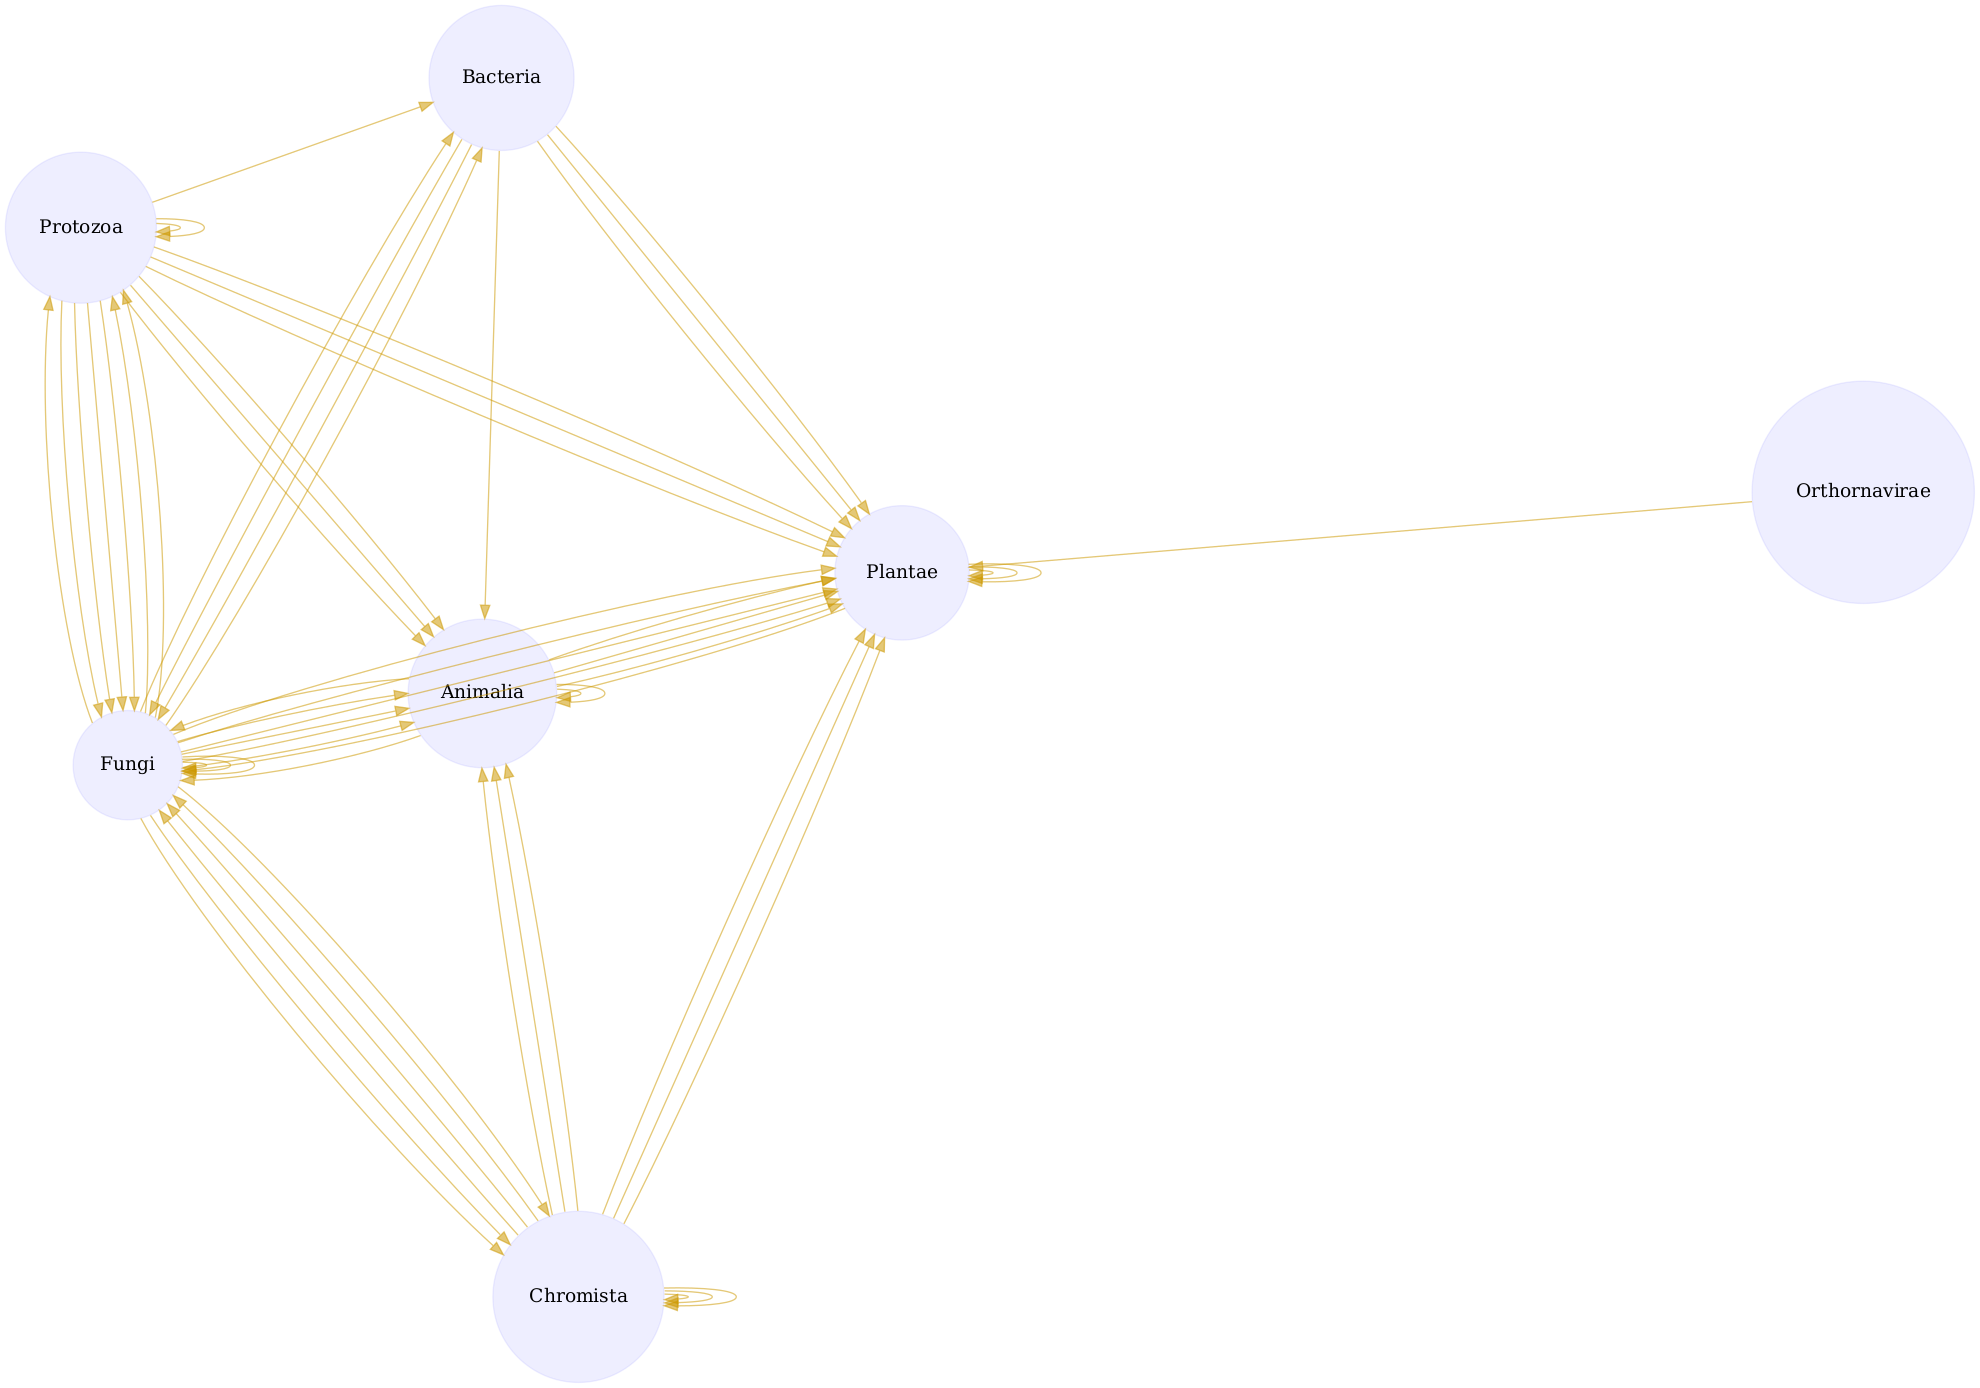 Bacteria
Protozoa
Orthornavirae
Plantae
Animalia
Fungi
Chromista